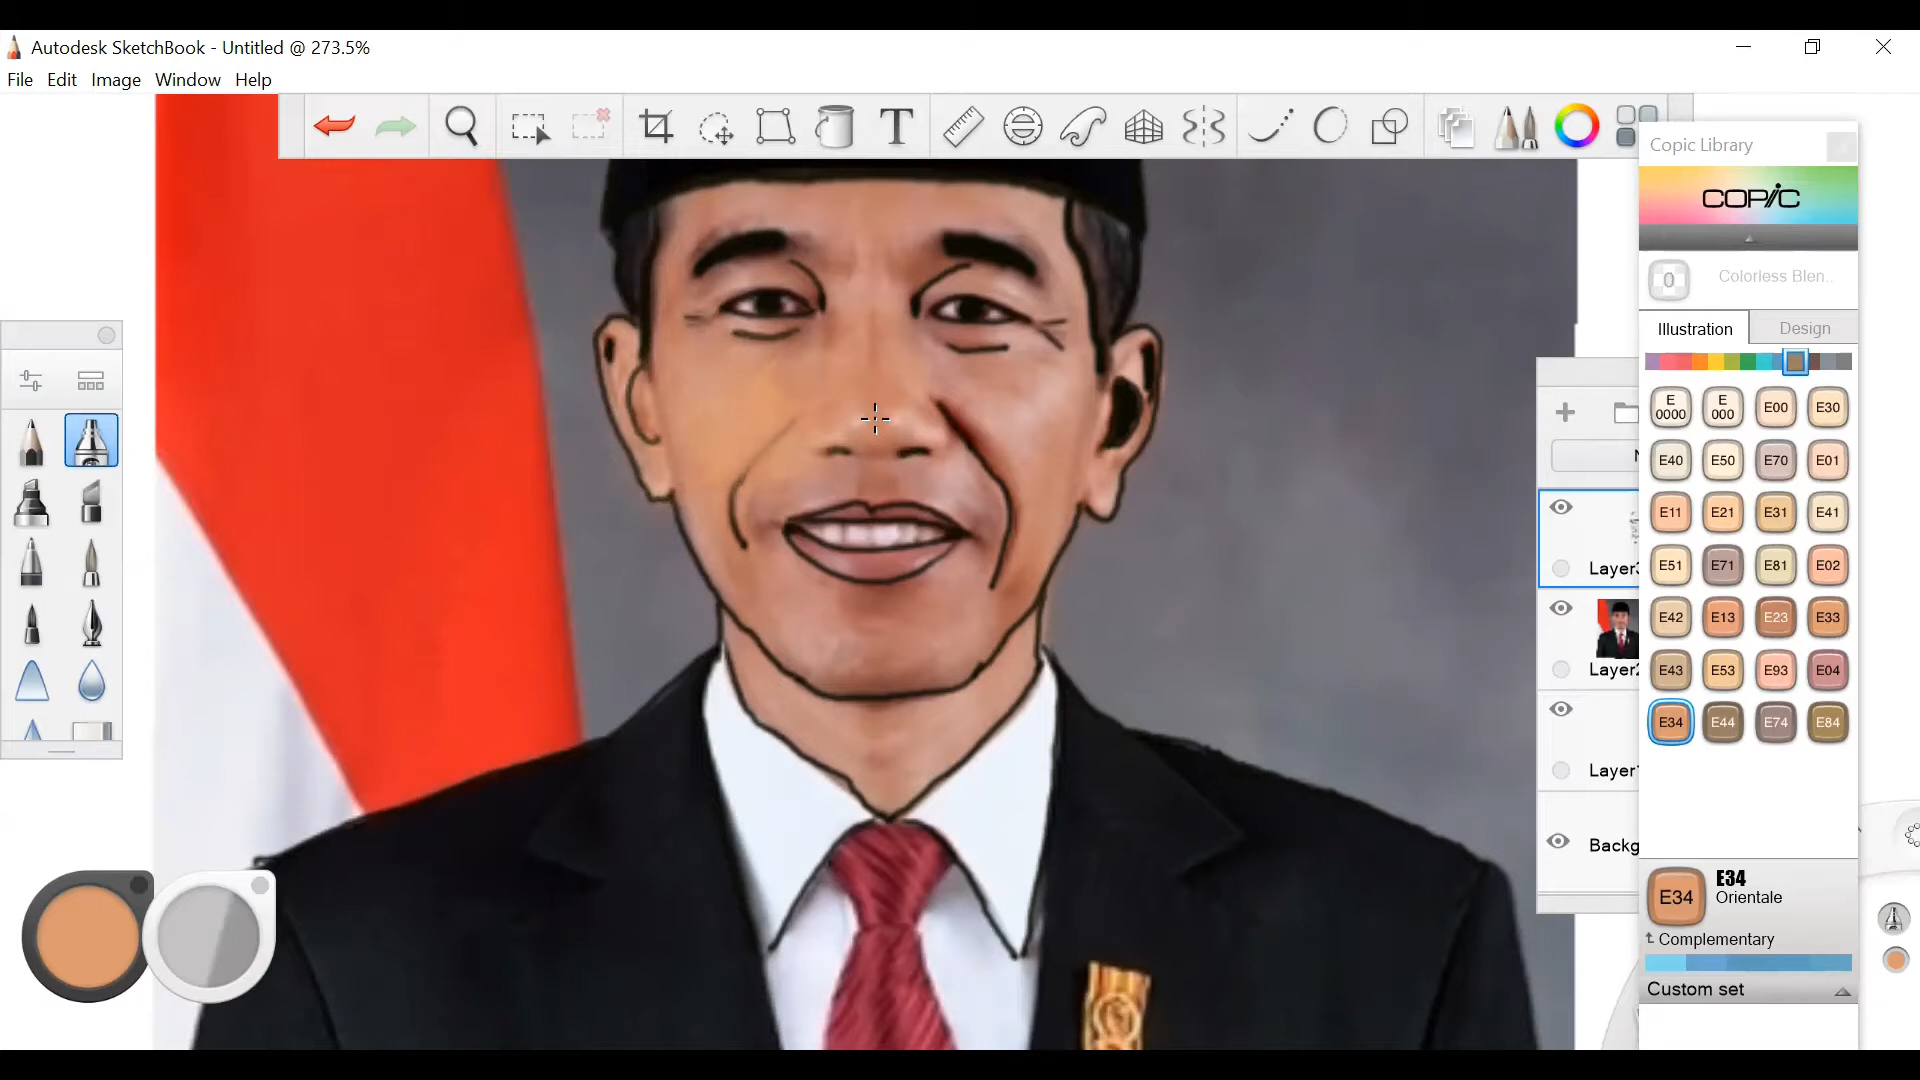 Autodesk SketchBook - Untitled @ 273.5%
File Edit Image Window Help
T
Copic Library
COPIC
0 Colorless Blen..
Illustration Design
E0000 E000 E00 E30
E40 E50 E70 E01
E11 E21 E31 E41
E51 E71 E81 E02
E42 E13 E23 E33
E43 E53 E93 E04
E34 E44 E74 E84
Layer
Layer
Layer
Backg
E34 E34
Orientale
Complementary
Custom set